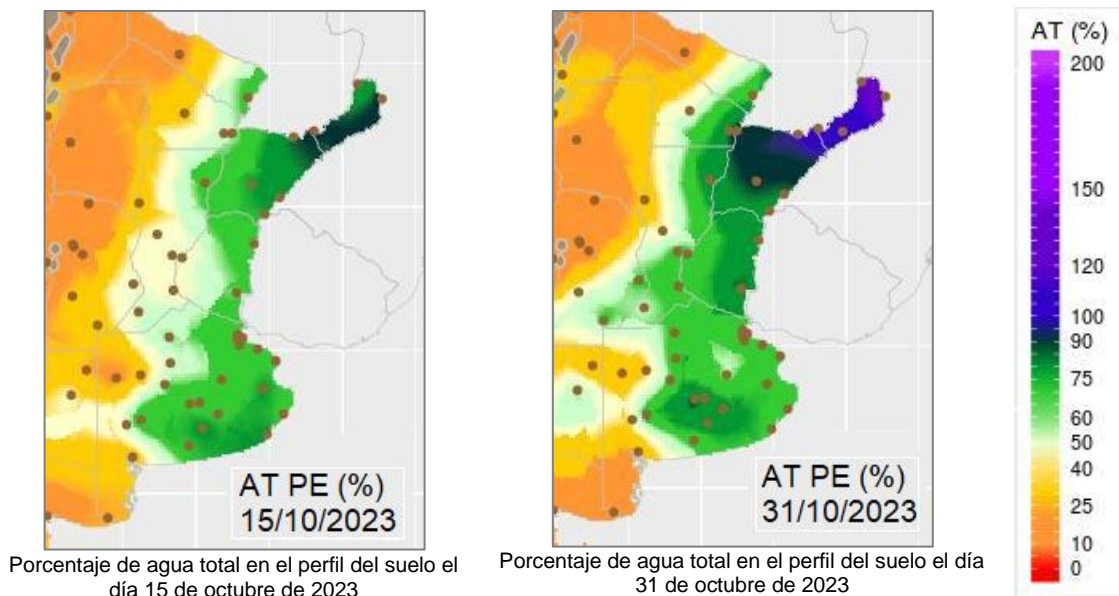 AT PE (%)
15/10/2023
Porcentaje de agua total en el perfil del suelo el
día 15 de octubre de 2023
AT PE (%)
31/10/2023
Porcentaje de agua total en el perfil del suelo el día
31 de octubre de 2023
AT (%)
200
150
120
100
90
75
60
50
40
25
10
0